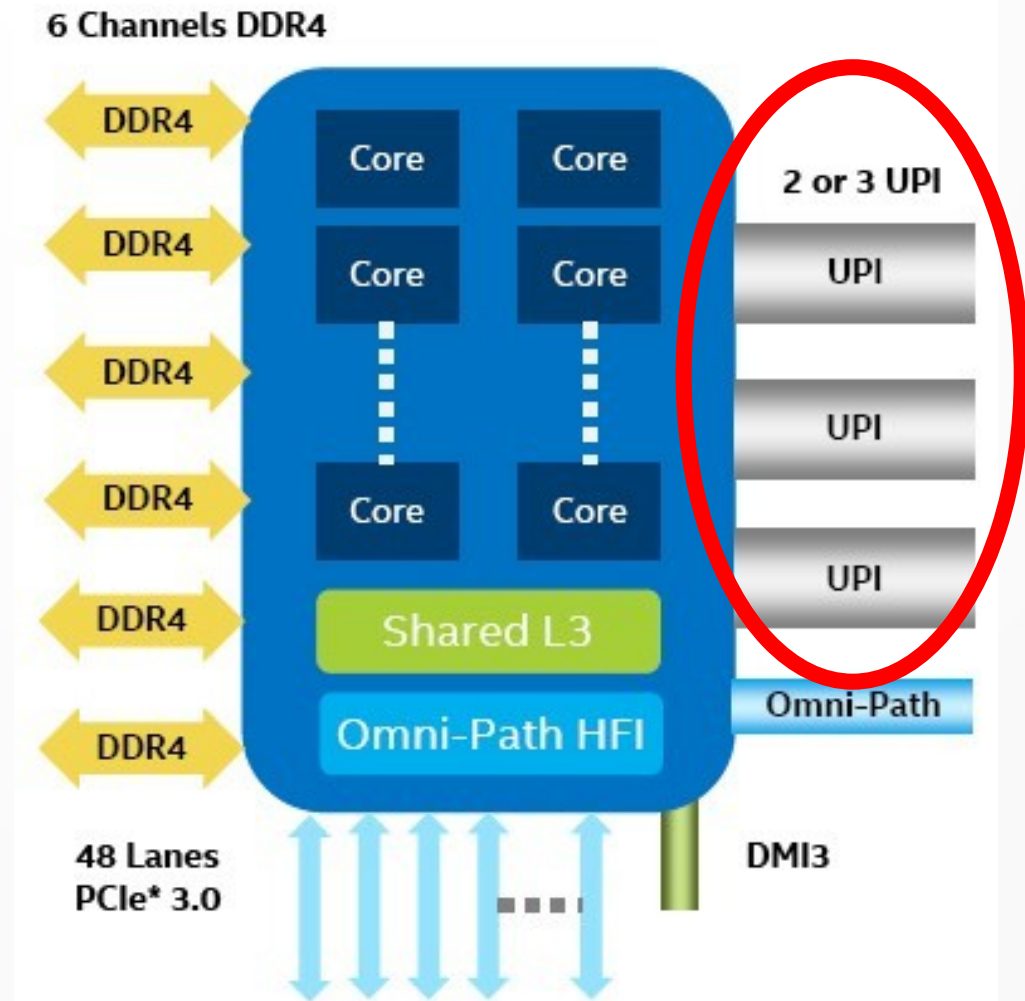 6 Channels DDR4
DDR4
DDR4
DDR4
DDR4
DDR4
DDR4
Core
Core
Core
Core
Core
Core
Shared L3
Omni-Path HFI
2 or 3 UPI
UPI
UPI
UPI
Omni-Path
48 Lanes
PCIe* 3.0
DMI3